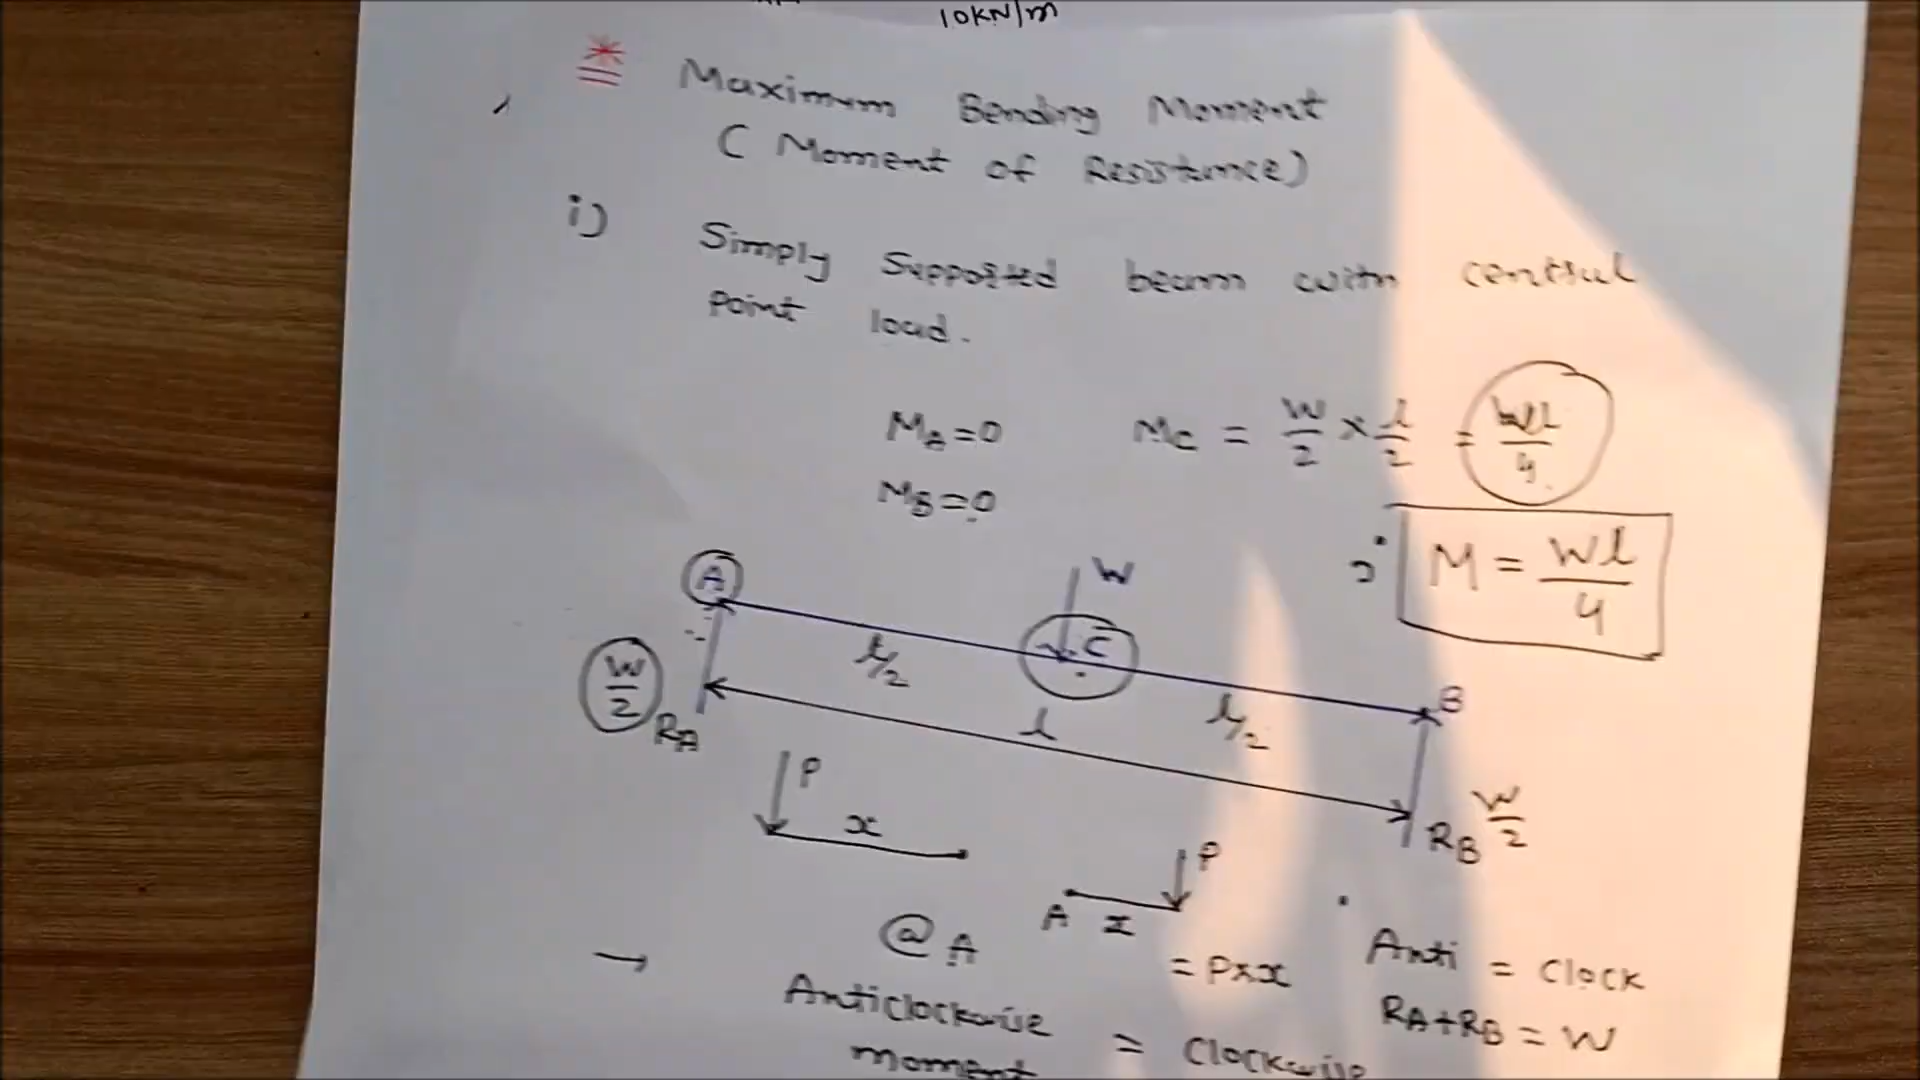 10KN/m
Maximum Bending Moment
( Moment of Resistance)
i) Simply Supported beam with central
point load.
MA=0 MC = W/2 × l/2 = Wl/4
MB=0
∴ M = Wl/4
A W
C
l/2
W/2 RA l l/2 B
P
x W/2
RB
P
A x
@ A = P×x Anti = Clock
Anticlockwise = Clockwise RA+RB = W
moment